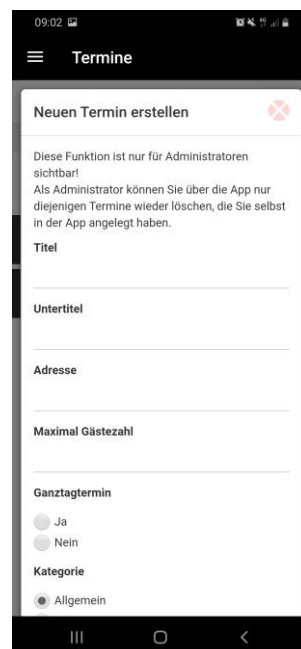 09:02
Termine
Neuen Termin erstellen
Diese Funktion ist nur für Administratoren
sichtbar!
Als Administrator können Sie über die App nur
diejenigen Termine wieder löschen, die Sie selbst
in der App angelegt haben.
Titel
Untertitel
Adresse
Maximal Gästezahl
Ganztagtermin
Ja
Nein
Kategorie
Allgemein